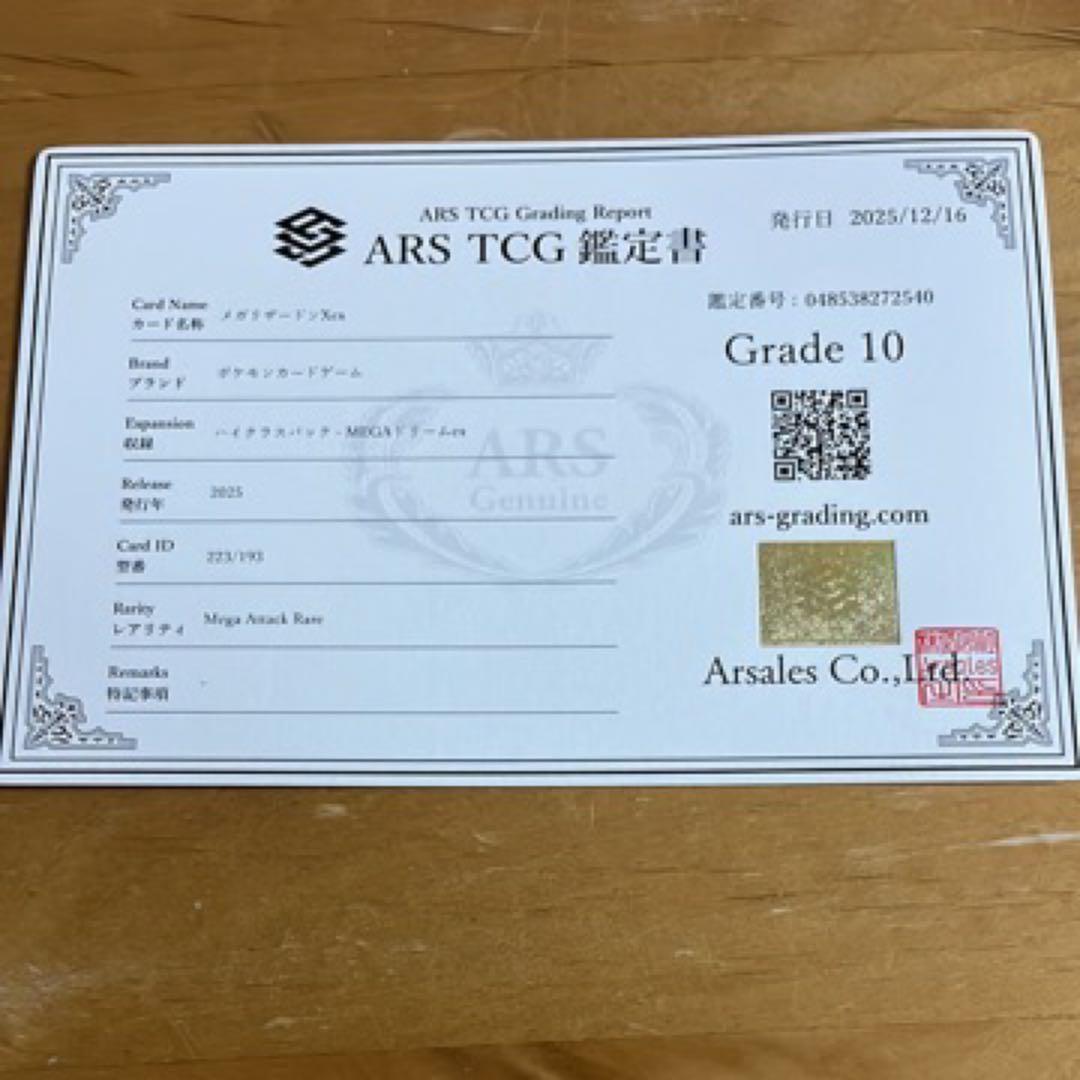 ARS TCG Grading Report
ARS TCG 鑑定書
発行日 2025/12/16
鑑定番号：048538272540
Grade 10
Card Name
カード名称
メガリザードンXex
Brand
ブランド
ポケモンカードゲーム
Expansion
収録
ハイクラスパック - MEGAドリームex
Release
発行年
2025
Card ID
型番
223/193
Rarity
レアリティ
Mega Attack Rare
Remarks
特記事項
-
ARS
Genuine
ars-grading.com
Arsales Co.,Ltd.